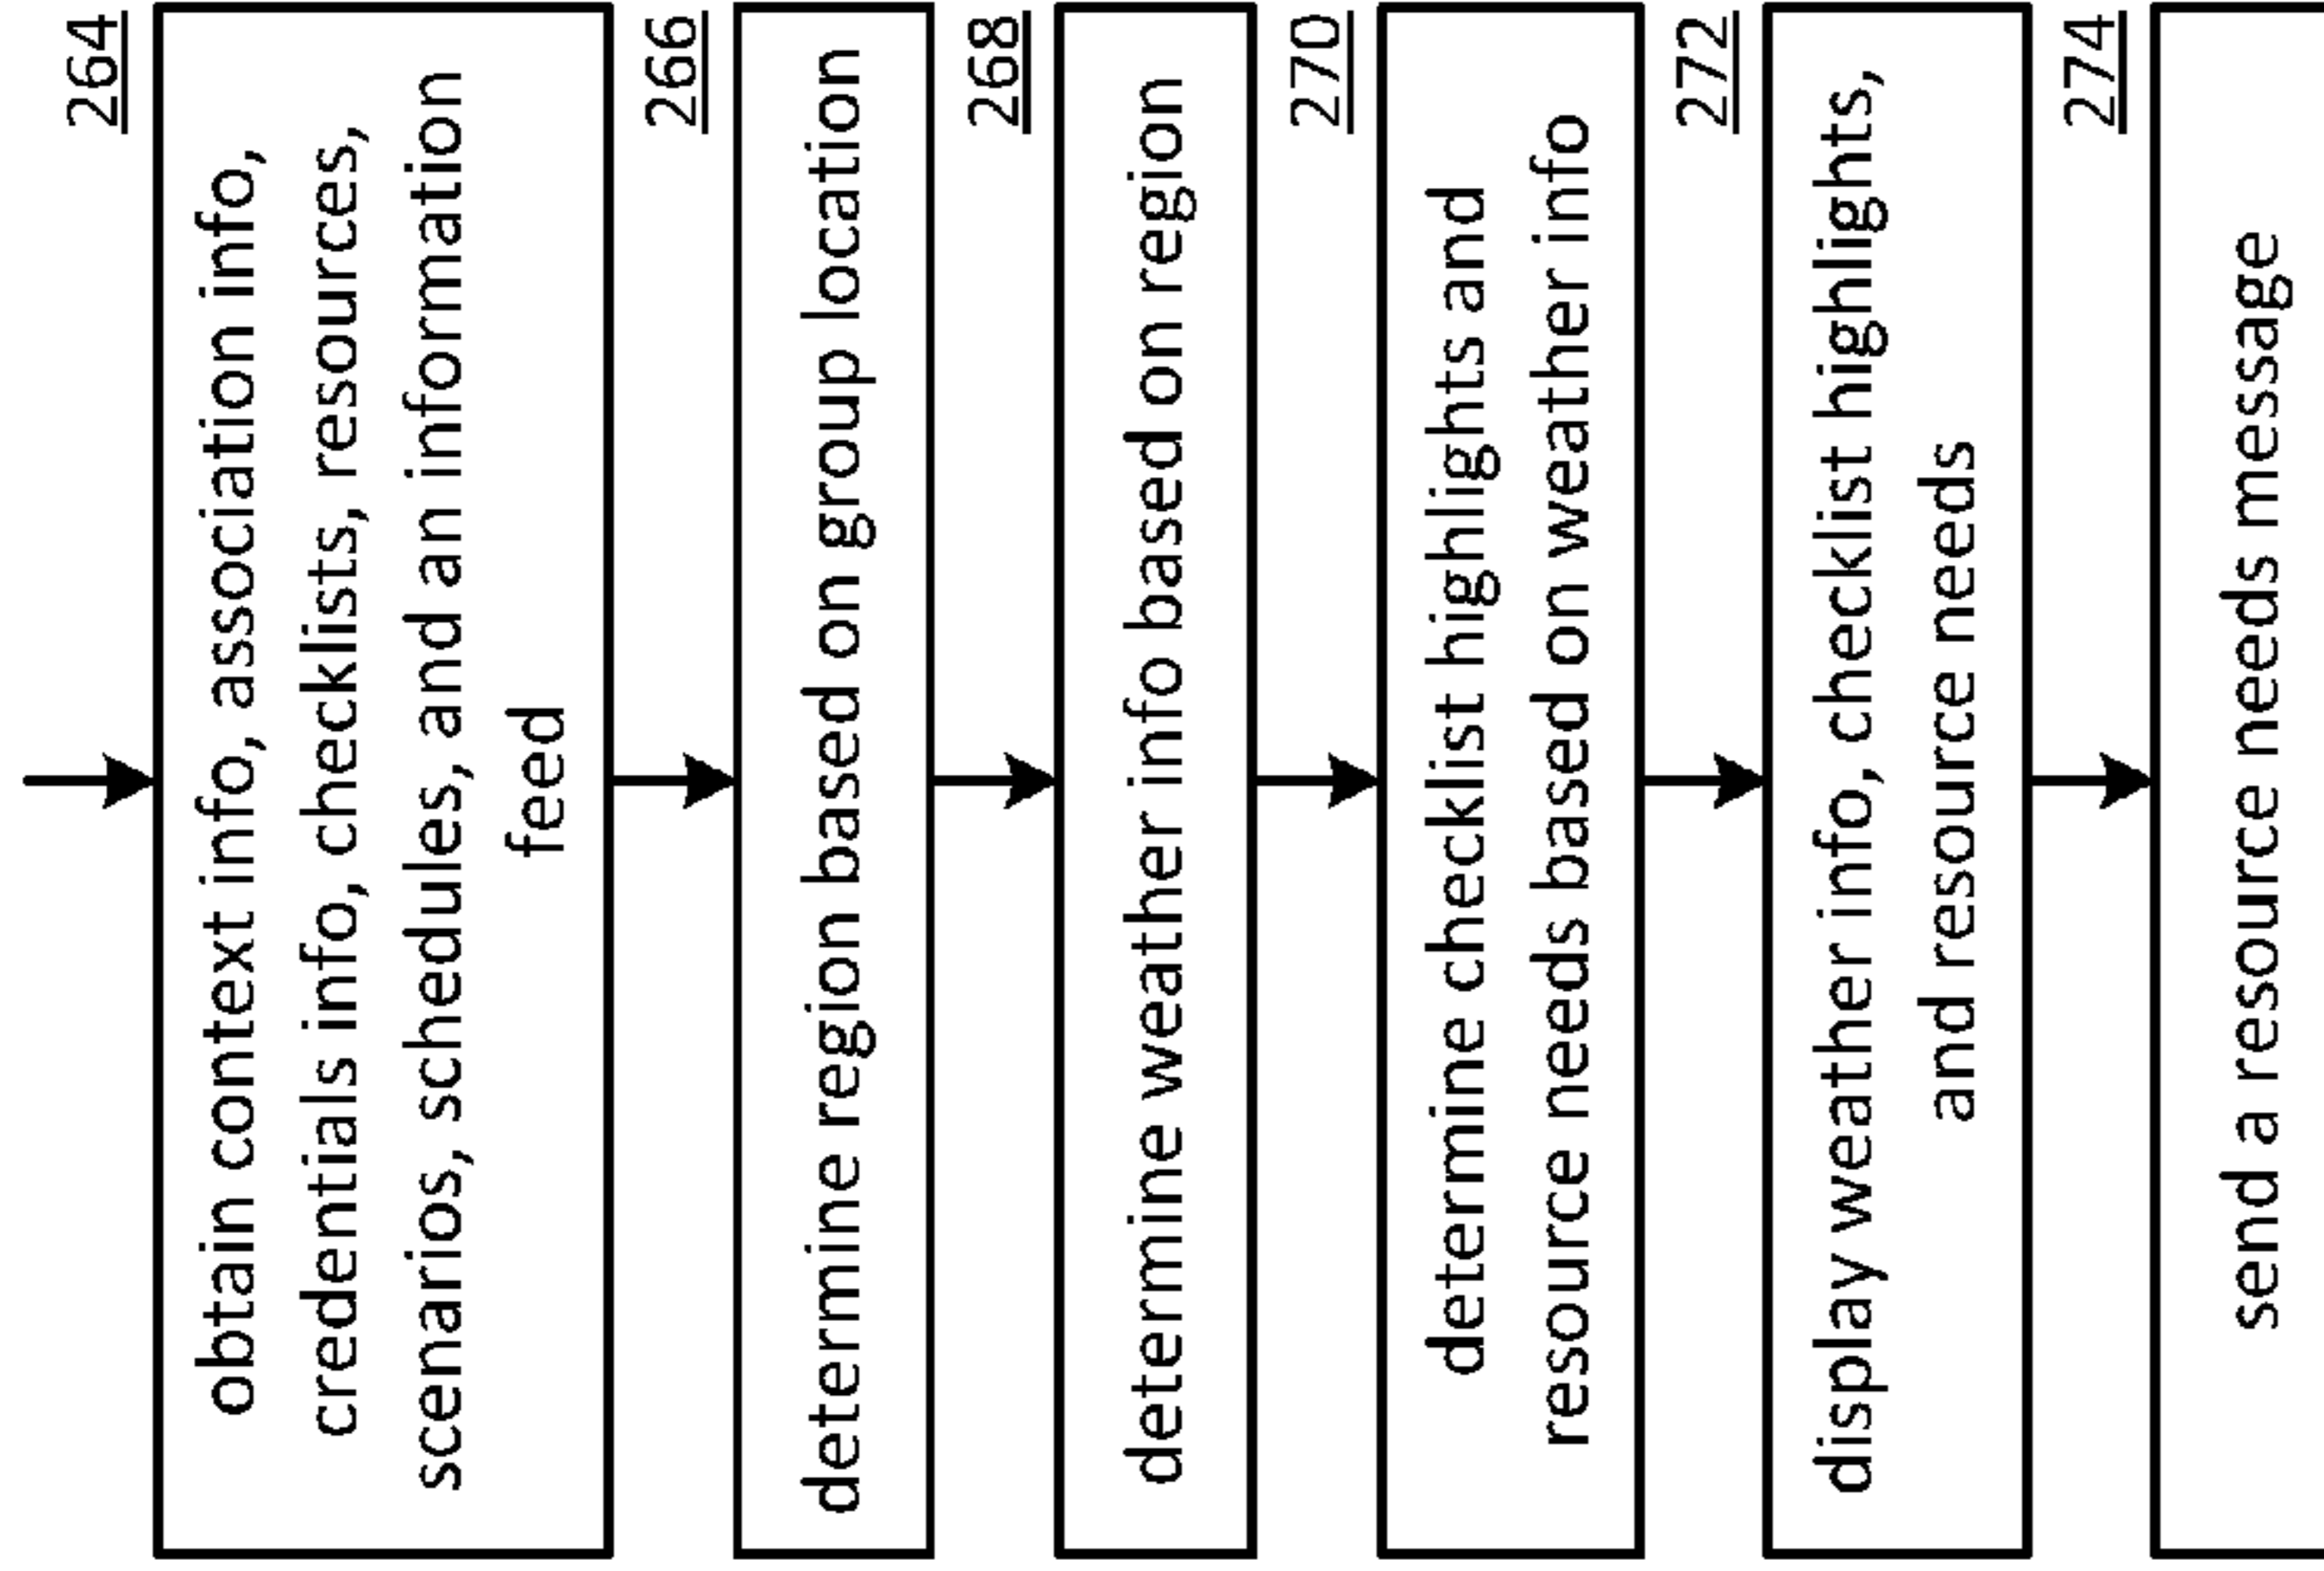 264
obtain context info, association info,
credentials info, checklists, resources,
scenarios, schedules, and an information
feed
266
determine region based on group location
268
determine weather info based on region
270
determine checklist highlights and
resource needs based on weather info
272
display weather info, checklist highlights,
and resource needs
274
send a resource needs message